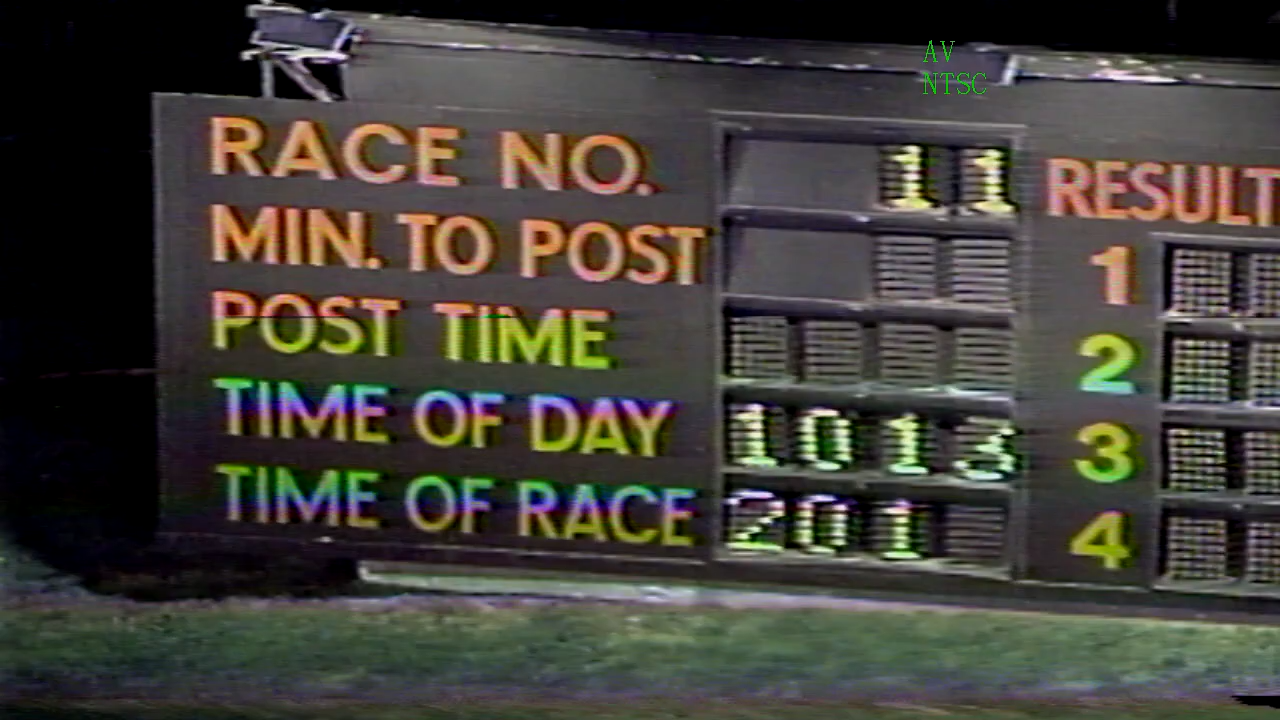 AV
NTSC
RACE NO. 11
MIN. TO POST
POST TIME
TIME OF DAY 1013
TIME OF RACE 201
RESULT
1
2
3
4